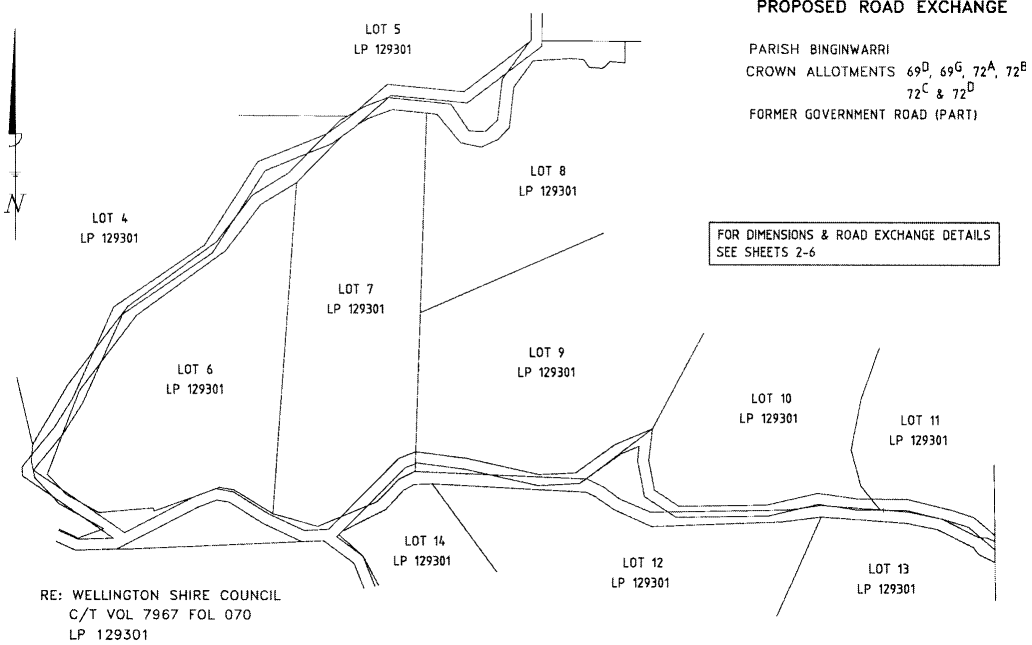 PROPOSED ROAD EXCHANGE
PARISH BINGINWARRI
CROWN ALLOTMENTS 69D, 69G, 72A, 72B
72C & 72D
FORMER GOVERNMENT ROAD (PART)
FOR DIMENSIONS & ROAD EXCHANGE DETAILS
SEE SHEETS 2-6
N
LOT 5
LP 129301
LOT 8
LP 129301
LOT 4
LP 129301
LOT 7
LP 129301
LOT 6
LP 129301
LOT 9
LP 129301
LOT 10
LP 129301
LOT 11
LP 129301
LOT 14
LP 129301
LOT 12
LP 129301
LOT 13
LP 129301
RE: WELLINGTON SHIRE COUNCIL
C/T VOL 7967 FOL 070
LP 129301